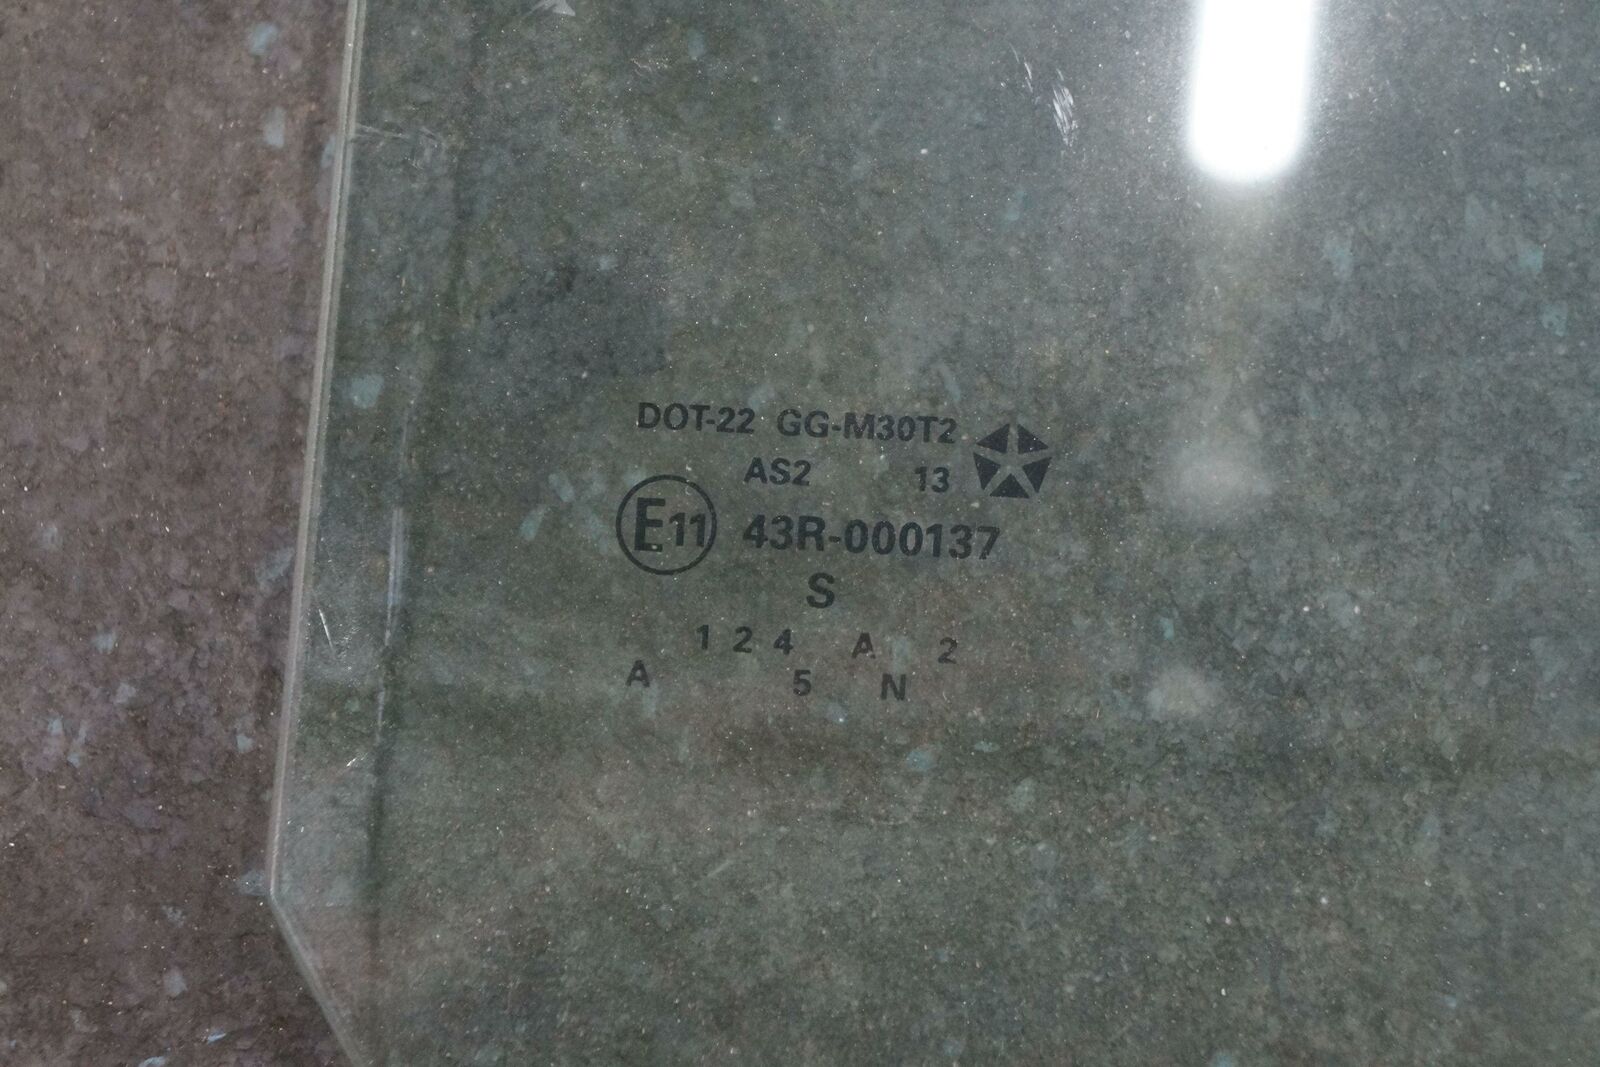 DOT-22 GG-M30T2
AS2 13
E11 43R-000137
S
1 2 4 A 2
A 5 N